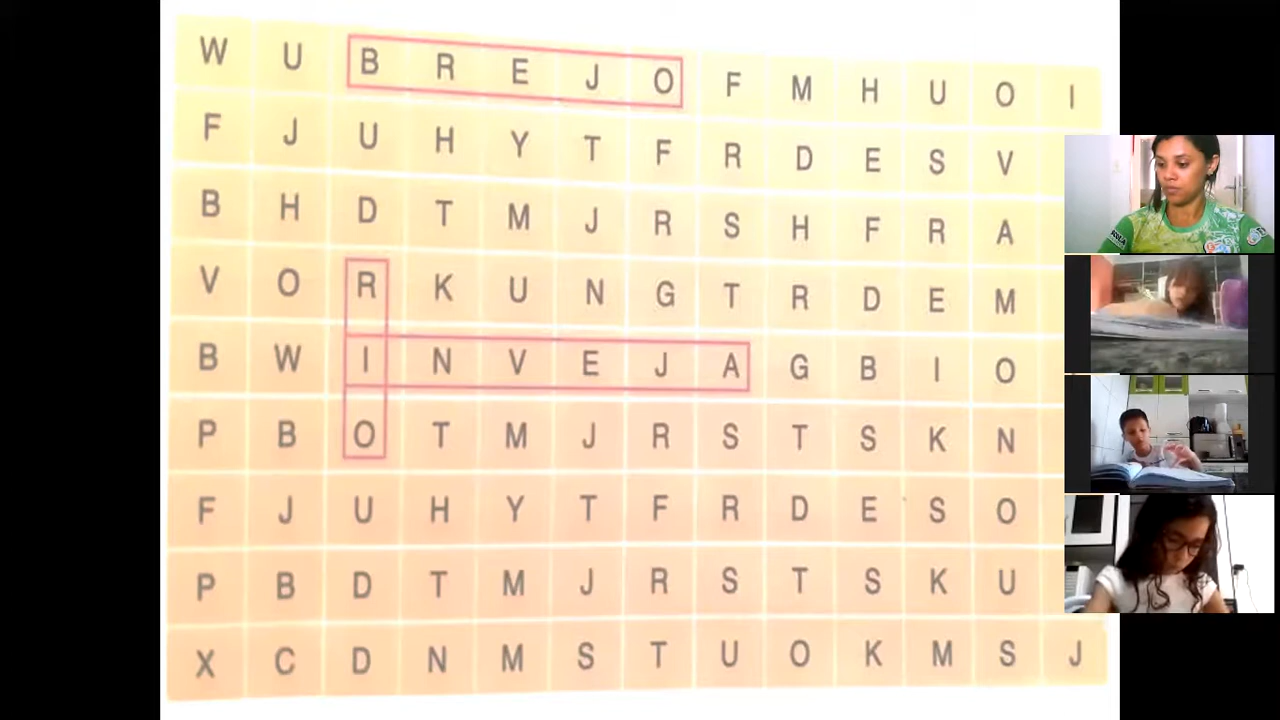 W U B R E J O F M H U O I
F J U H Y T F R D E S V
B H D T M J R S H F R A
V O R K U N G T R D E M
B W I N V E J A G B I O
P B O T M J R S T S K N
F J U H Y T F R D E S O
P B D T M J R S T S K U
X C D N M S T U O K M S J